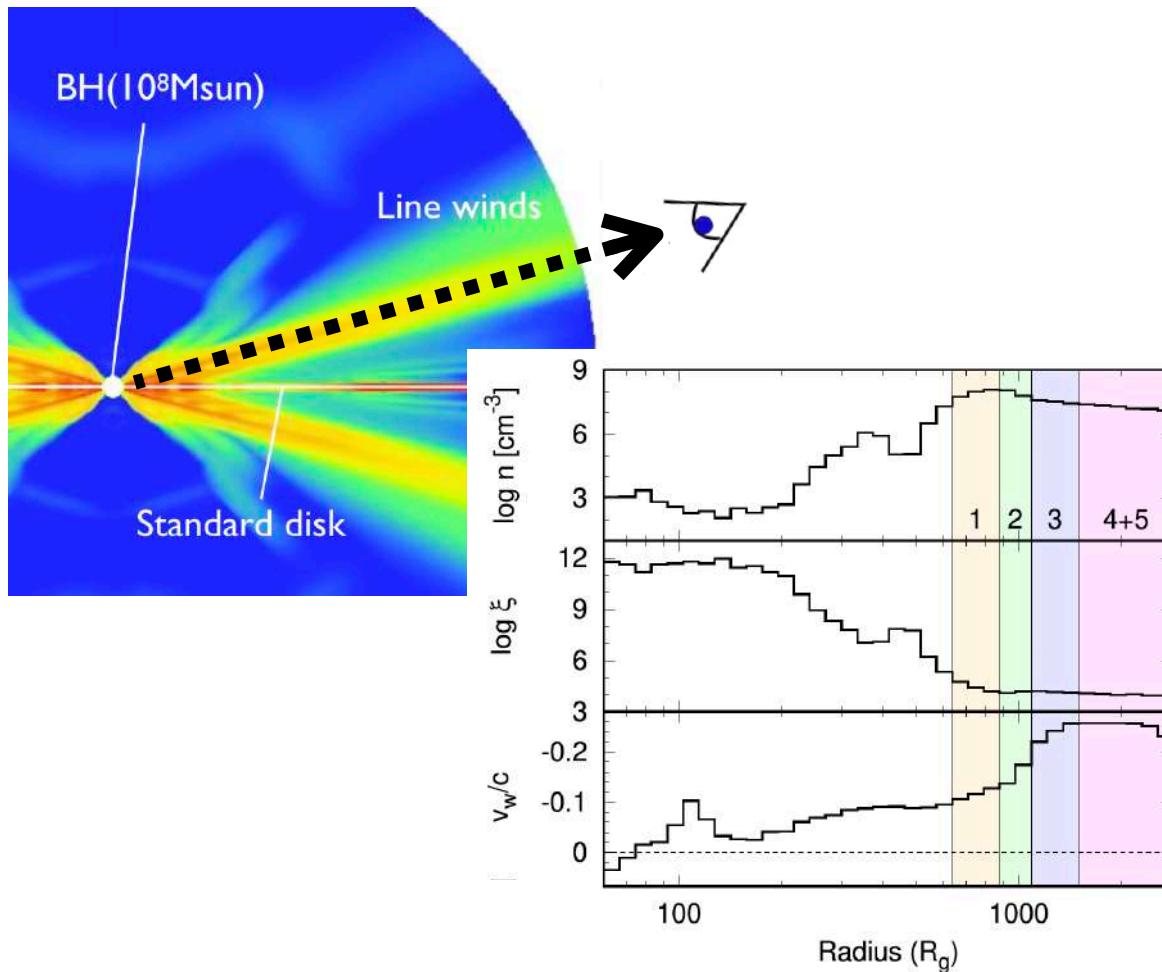 BH(10⁸Msun)
Line winds
Standard disk
log n [cm⁻³]
9
6
3
1 2 3 4+5
log ξ
12
9
6
3
v_w/c
-0.2
-0.1
0
100 1000
Radius (R_g)